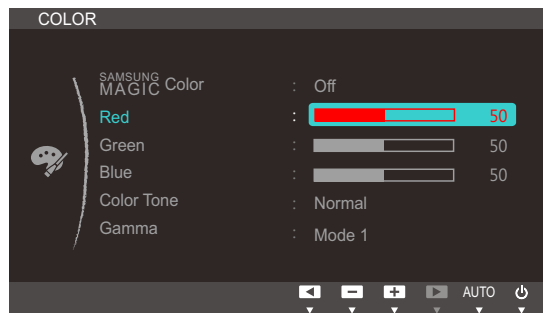 COLOR
SAMSUNG MAGIC Color : Off
Red : 50
Green : 50
Blue : 50
Color Tone : Normal
Gamma : Mode 1
AUTO